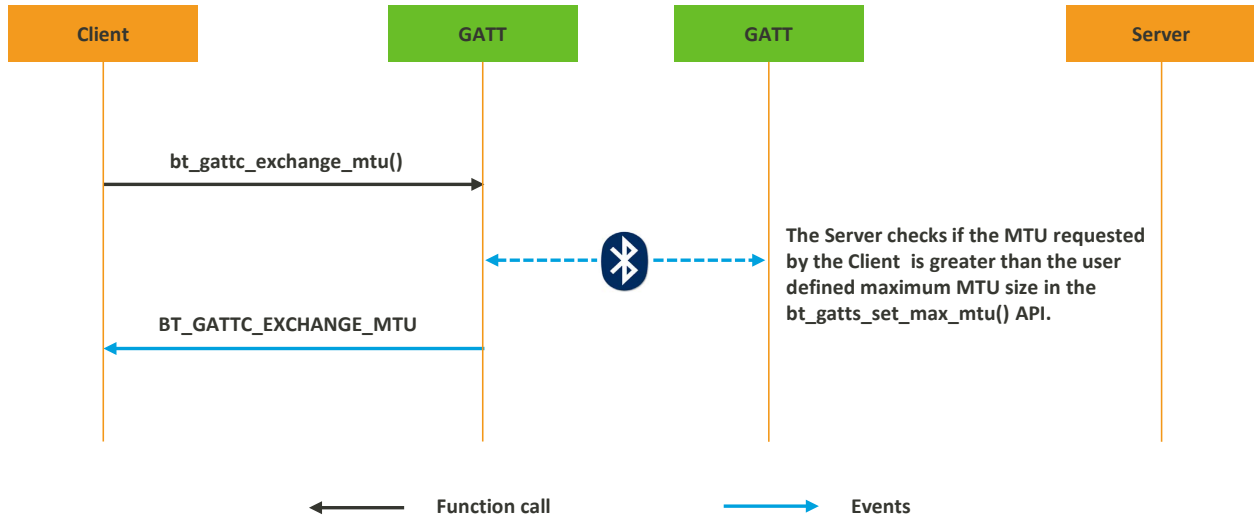 Client
GATT
GATT
Server
bt_gattc_exchange_mtu()
The Server checks if the MTU requested
by the Client  is greater than the user
defined maximum MTU size in the
bt_gatts_set_max_mtu() API.
BT_GATTC_EXCHANGE_MTU
Function call
Events